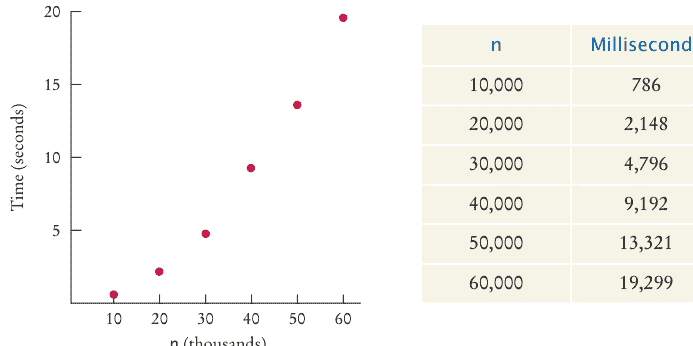 20
15
10
5
Time (seconds)
10 20 30 40 50 60
n (thousands)
n Millisecond
10,000 786
20,000 2,148
30,000 4,796
40,000 9,192
50,000 13,321
60,000 19,299